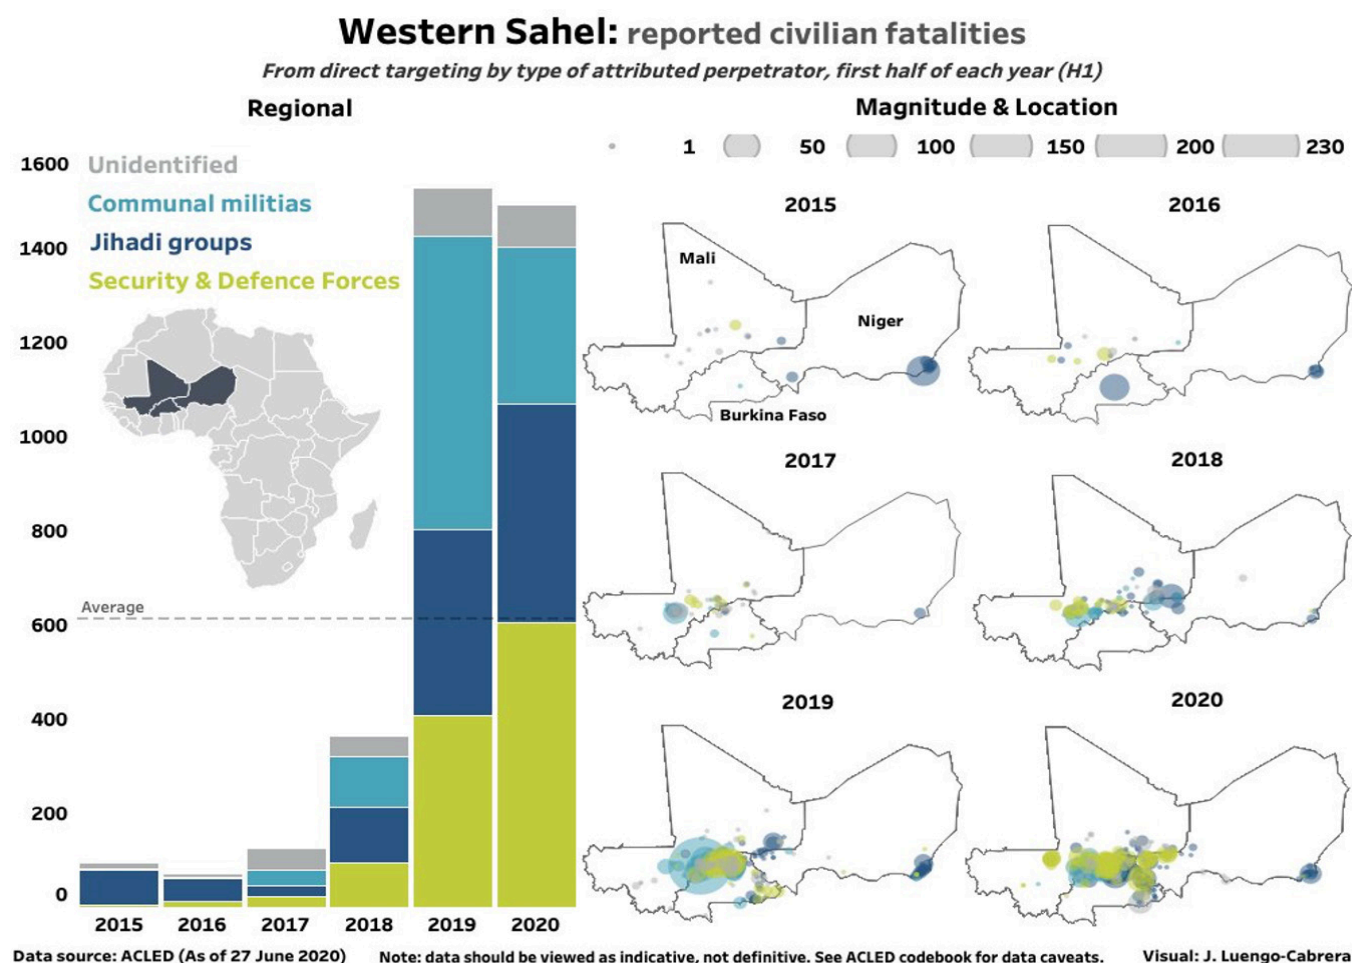 Western Sahel: reported civilian fatalities
From direct targeting by type of attributed perpetrator, first half of each year (H1)
Regional
Magnitude & Location
1 50 100 150 200 230
1600
Unidentified
Communal militias
Jihadi groups
Security & Defence Forces
1400
1200
1000
800
Average
600
400
200
0
2015 2016 2017 2018 2019 2020
2015
2016
Mali
Niger
Burkina Faso
2017
2018
2019
2020
Data source: ACLED (As of 27 June 2020)
Note: data should be viewed as indicative, not definitive. See ACLED codebook for data caveats.
Visual: J. Luengo-Cabrera